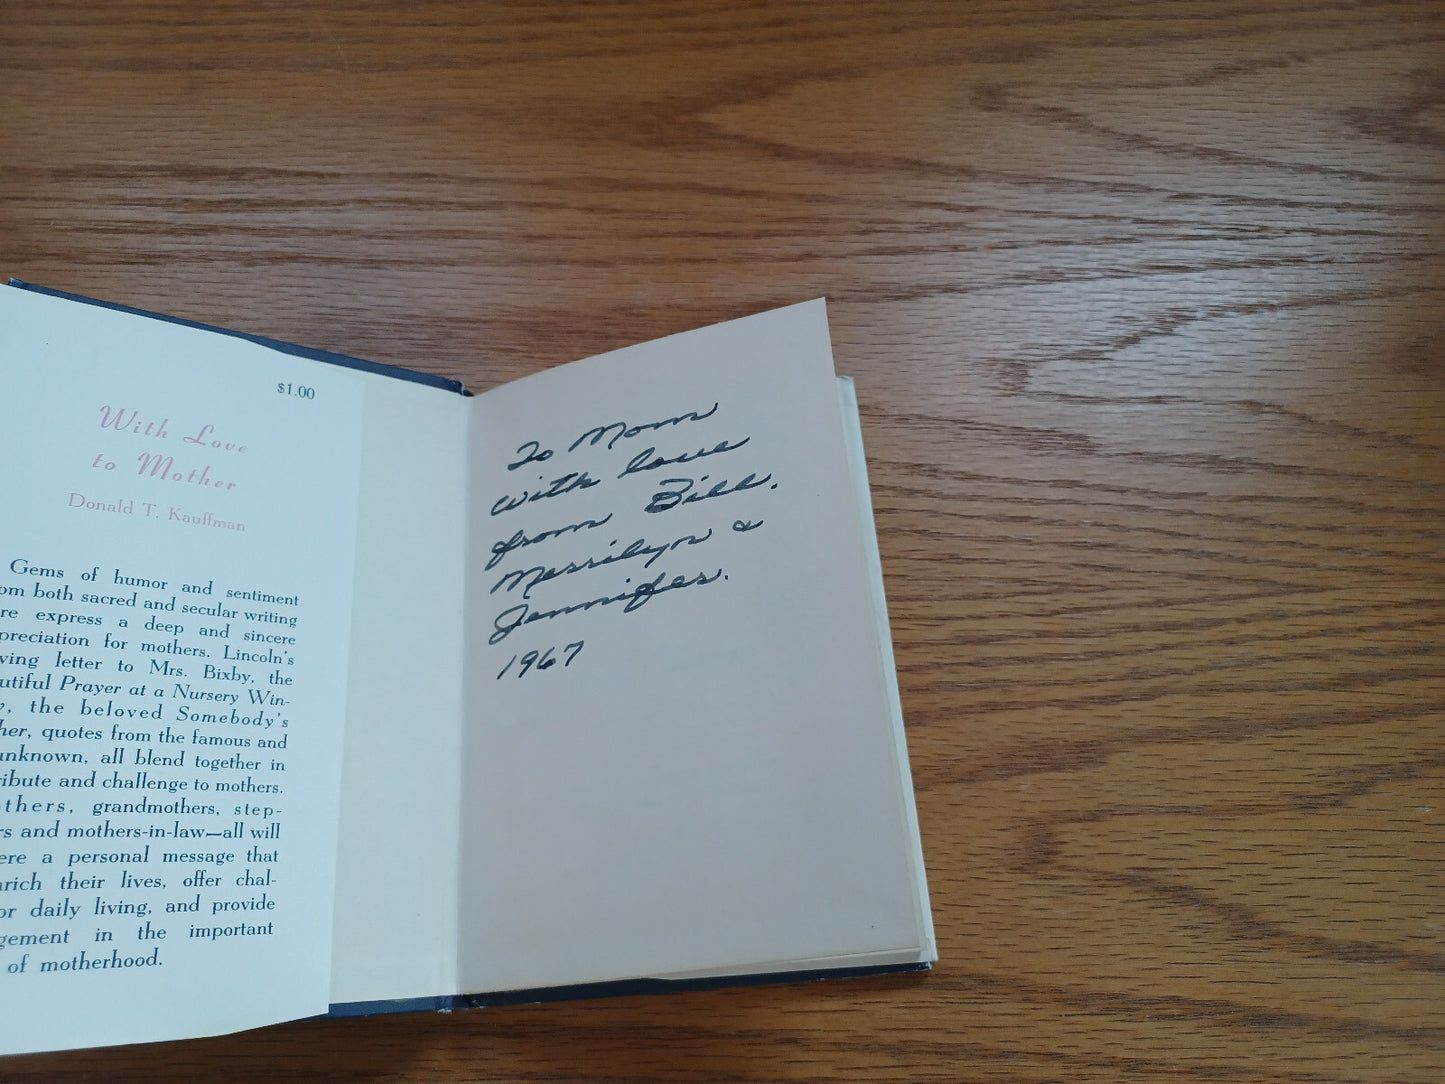 $1.00
With Love
to Mother
Donald T. Kauffman
Gems of humor and sentiment
om both sacred and secular writing
re express a deep and sincere
preciation for mothers. Lincoln's
ving letter to Mrs. Bixby, the
utiful Prayer at a Nursery Win-
, the beloved Somebody's
her, quotes from the famous and
unknown, all blend together in
ribute and challenge to mothers.
thers, grandmothers, step-
rs and mothers-in-law—all will
ere a personal message that
nrich their lives, offer chal-
or daily living, and provide
gement in the important
of motherhood.
To Mom
with love
from Bill,
Merrilyn &
Jennifer.
1967